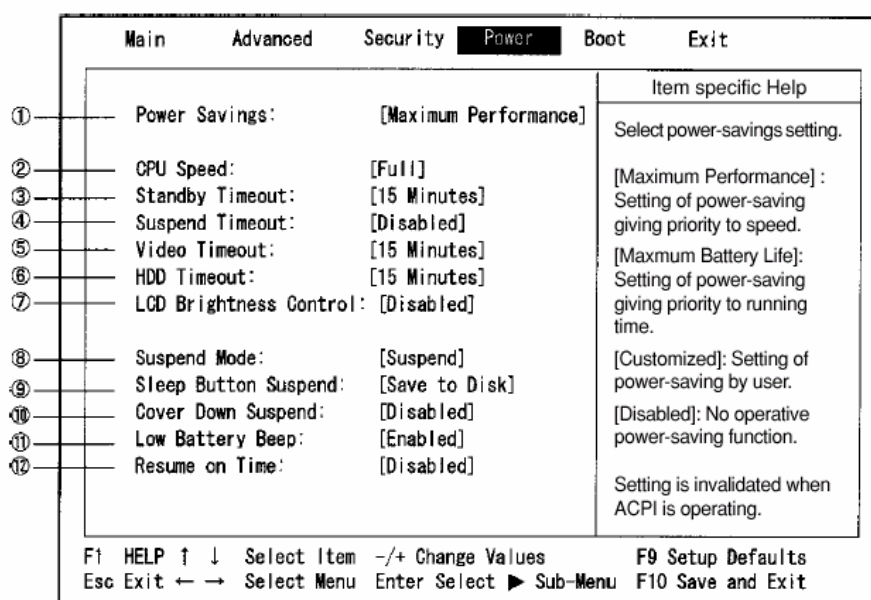 Main Advanced Security Power Boot Exit
Item specific Help
① Power Savings: [Maximum Performance]
② CPU Speed: [Full]
③ Standby Timeout: [15 Minutes]
④ Suspend Timeout: [Disabled]
⑤ Video Timeout: [15 Minutes]
⑥ HDD Timeout: [15 Minutes]
⑦ LCD Brightness Control: [Disabled]
⑧ Suspend Mode: [Suspend]
⑨ Sleep Button Suspend: [Save to Disk]
⑩ Cover Down Suspend: [Disabled]
⑪ Low Battery Beep: [Enabled]
⑫ Resume on Time: [Disabled]
Select power-savings setting.
[Maximum Performance] :
Setting of power-saving
giving priority to speed.
[Maxmum Battery Life]:
Setting of power-saving
giving priority to running
time.
[Customized]: Setting of
power-saving by user.
[Disabled]: No operative
power-saving function.
Setting is invalidated when
ACPI is operating.
F1 HELP ↑ ↓ Select Item -/+ Change Values F9 Setup Defaults
Esc Exit ← → Select Menu Enter Select ▶ Sub-Menu F10 Save and Exit